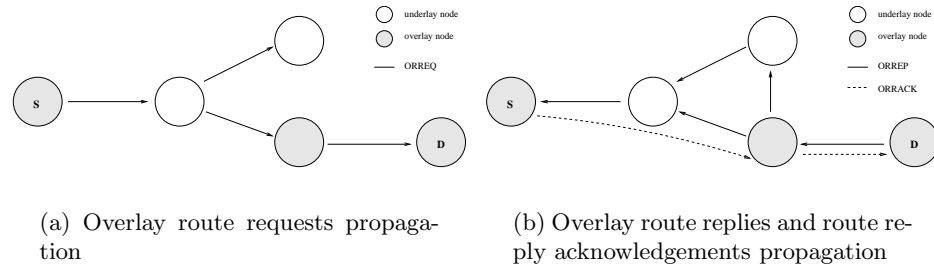 underlay node
overlay node
ORREQ
S
D
underlay node
overlay node
ORREP
ORRACK
S
D
(a) Overlay route requests propaga-
tion
(b) Overlay route replies and route re-
ply acknowledgements propagation